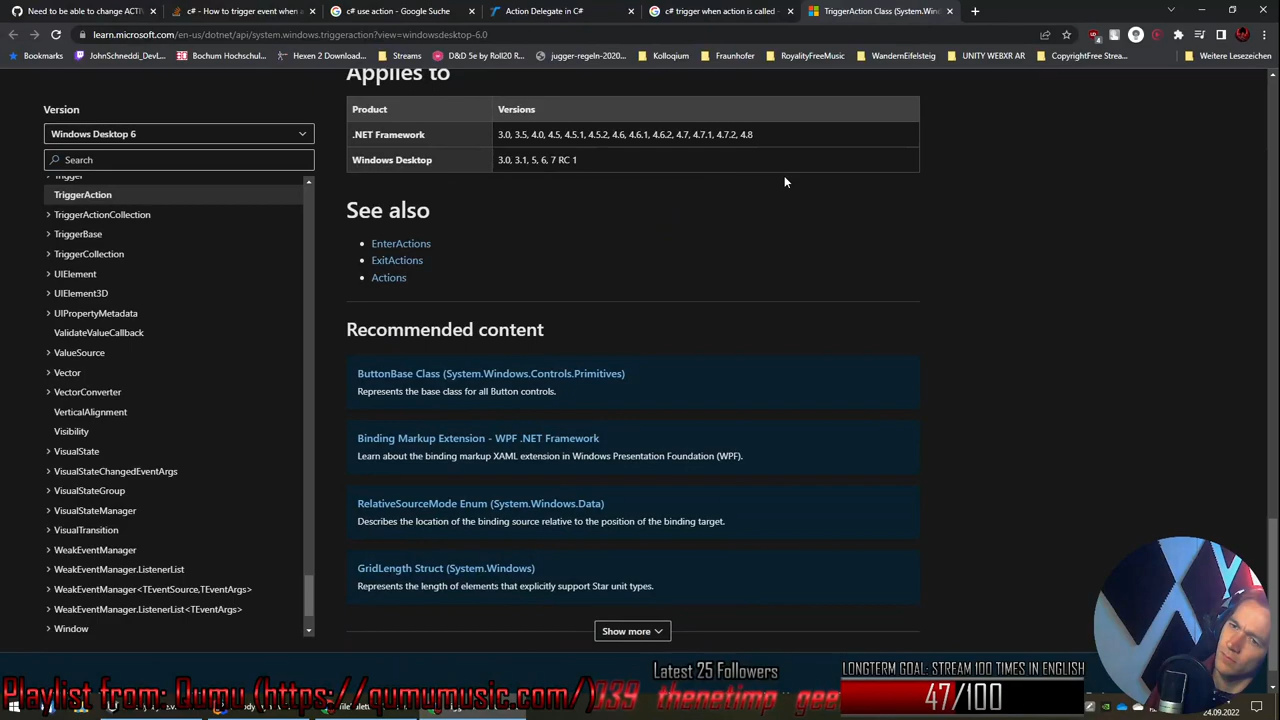 Need to be able to change ACTIV
c# - How to trigger event when a
c# use action - Google Suche
Action Delegate in C#
c# trigger when action is called -
TriggerAction Class (System.Win
learn.microsoft.com/en-us/dotnet/api/system.windows.triggeraction?view=windowsdesktop-6.0
Bookmarks
JohnSchneddi_DevL...
Bochum Hochschul...
Hexen 2 Hammond...
Streams
D&D 5e by Roll20 R...
jugger-regeln-2020...
Kolloqium
Fraunhofer
RoyalityFreeMusic
WandernEifelsteig
UNITY WEBXR AR
CopyrightFree Strea...
Weitere Lesezeichen
Version
Windows Desktop 6
Search
Trigger
TriggerAction
TriggerActionCollection
TriggerBase
TriggerCollection
UIElement
UIElement3D
UIPropertyMetadata
ValidateValueCallback
ValueSource
Vector
VectorConverter
VerticalAlignment
Visibility
VisualState
VisualStateChangedEventArgs
VisualStateGroup
VisualStateManager
VisualTransition
WeakEventManager
WeakEventManager.ListenerList
WeakEventManager<TEventSource,TEventArgs>
WeakEventManager.ListenerList<TEventArgs>
Window
Applies to
Product Versions
.NET Framework 3.0, 3.5, 4.0, 4.5, 4.5.1, 4.5.2, 4.6, 4.6.1, 4.6.2, 4.7, 4.7.1, 4.7.2, 4.8
Windows Desktop 3.0, 3.1, 5, 6, 7 RC 1
See also
EnterActions
ExitActions
Actions
Recommended content
ButtonBase Class (System.Windows.Controls.Primitives)
Represents the base class for all Button controls.
Binding Markup Extension - WPF .NET Framework
Learn about the binding markup XAML extension in Windows Presentation Foundation (WPF).
RelativeSourceMode Enum (System.Windows.Data)
Describes the location of the binding source relative to the position of the binding target.
GridLength Struct (System.Windows)
Represents the length of elements that explicitly support Star unit types.
Show more
Latest 25 Followers
LONGTERM GOAL: STREAM 100 TIMES IN ENGLISH
Playlist from: Qumu(https://qumumusic.com/)
thenetimp gee
47/100
24.09.2022